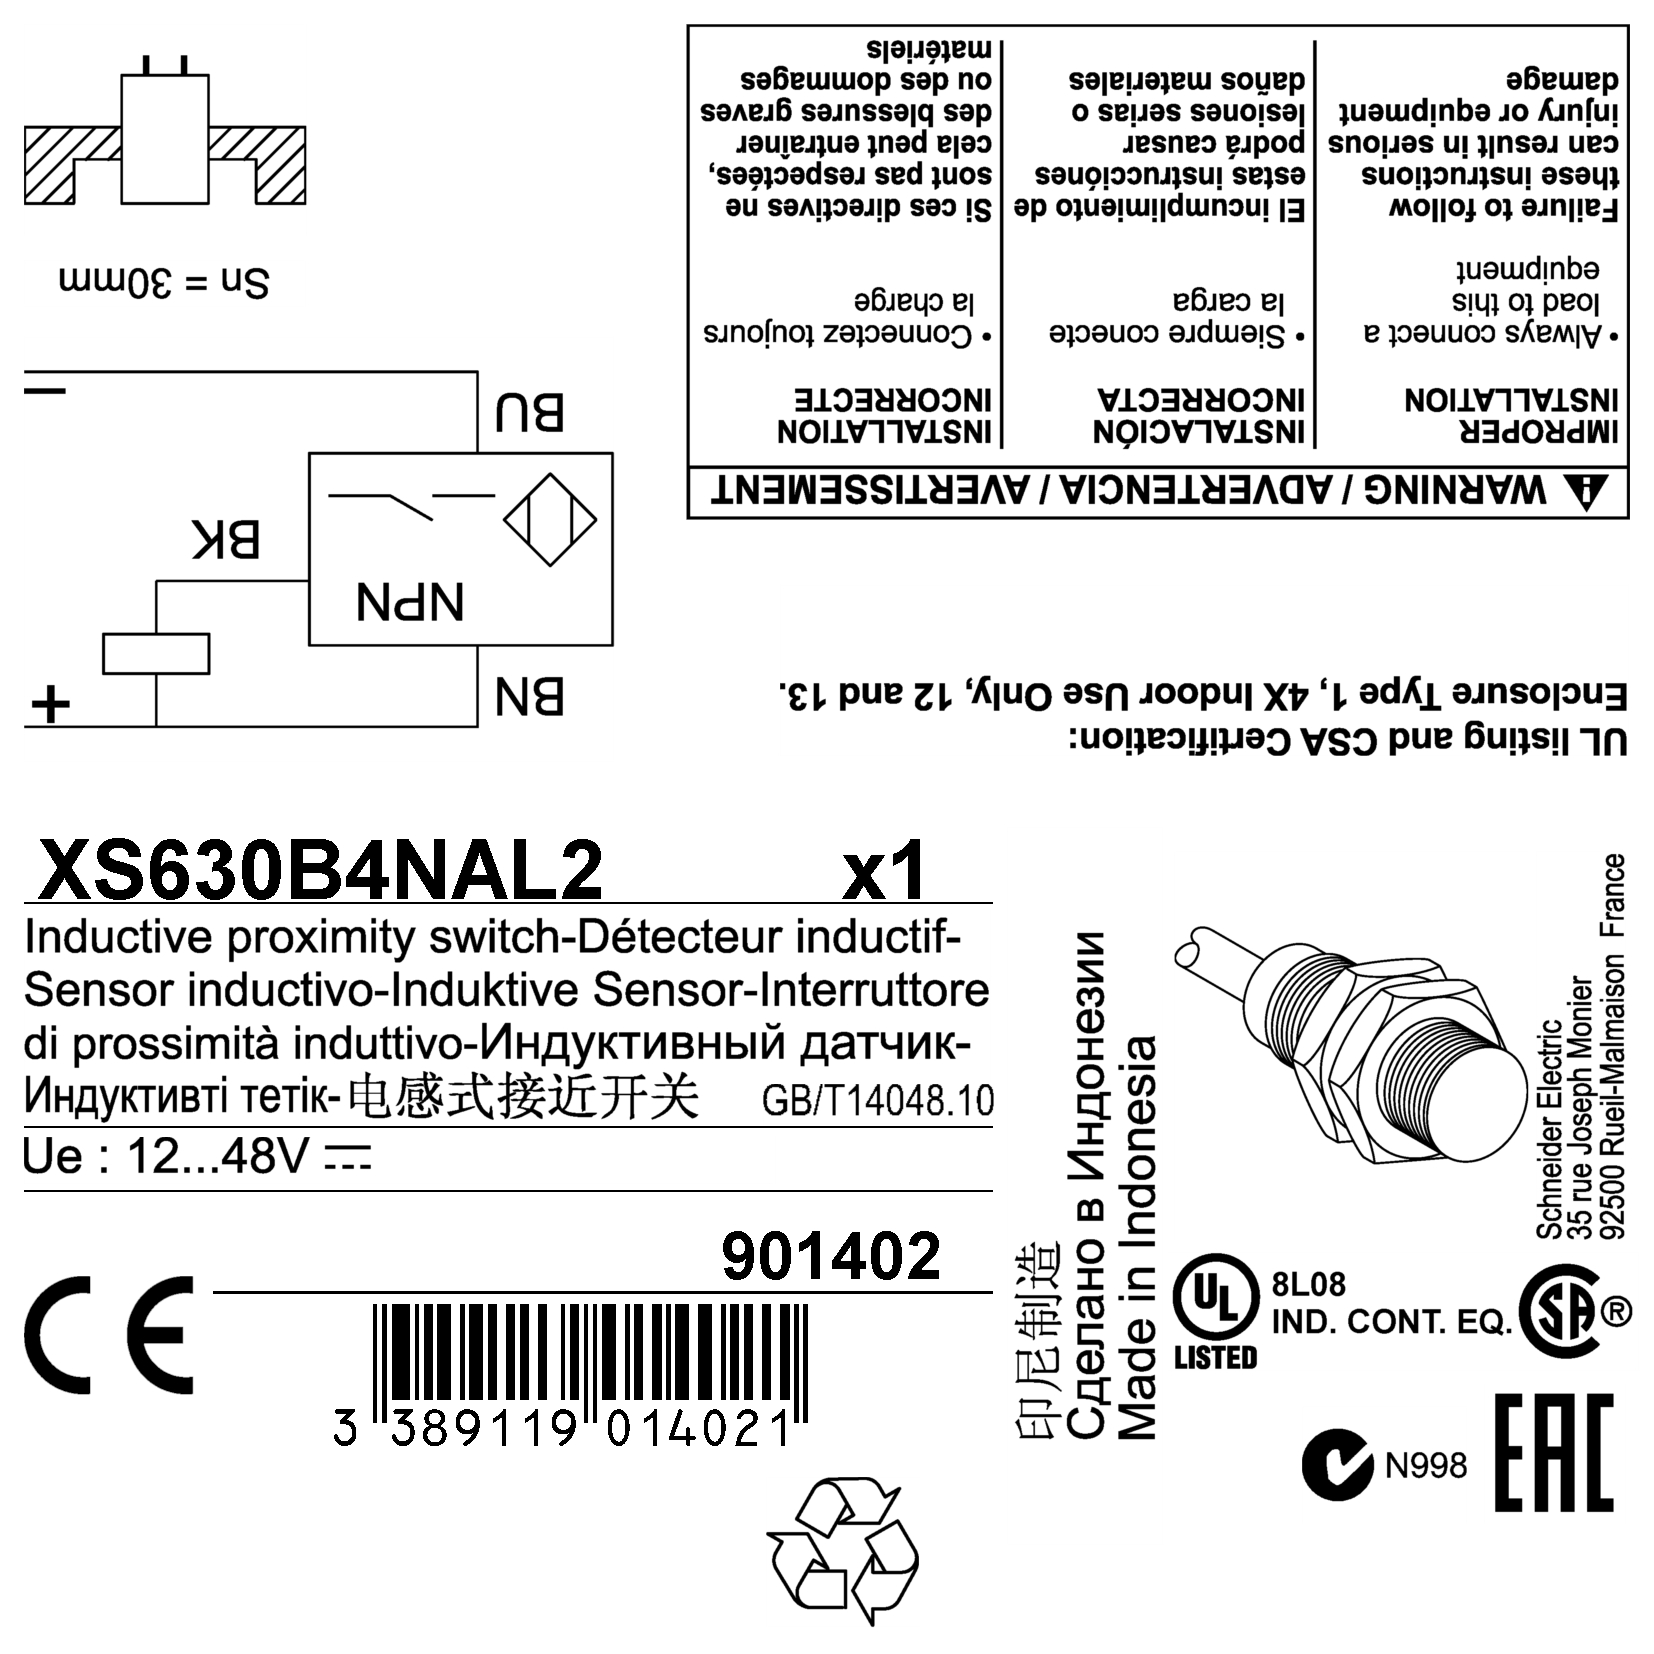 WARNING / ADVERTENCIA / AVERTISSEMENT
IMPROPER
INSTALLATION
• Always connect a
load to this
equipment
Failure to follow
these instructions
can result in serious
injury or equipment
damage
INSTALACIÓN
INCORRECTA
• Siempre conecte
la carga
El incumplimiento de
estas instrucciónes
podrá causar
lesiones serias o
daños materiales
INSTALLATION
INCORRECTE
• Connectez toujours
la charge
Si ces directives ne
sont pas respectées,
cela peut entraîner
des blessures graves
ou des dommages
matériels
Sn = 30mm
BU
–
BK
NPN
BN
+
UL listing and CSA Certification:
Enclosure Type 1, 4X Indoor Use Only, 12 and 13.
XS630B4NAL2 x1
Inductive proximity switch-Détecteur inductif-
Sensor inductivo-Induktive Sensor-Interruttore
di prossimità induttivo-Индуктивный датчик-
Индуктивті тетік-电感式接近开关 GB/T14048.10
Ue : 12...48V
901402
CE
3 389119 014021
印尼制造
Сделано в Индонезии
Made in Indonesia
Schneider Electric
35 rue Joseph Monier
92500 Rueil-Malmaison France
UL
LISTED
8L08
IND. CONT. EQ.
SA ®
N998
EAC